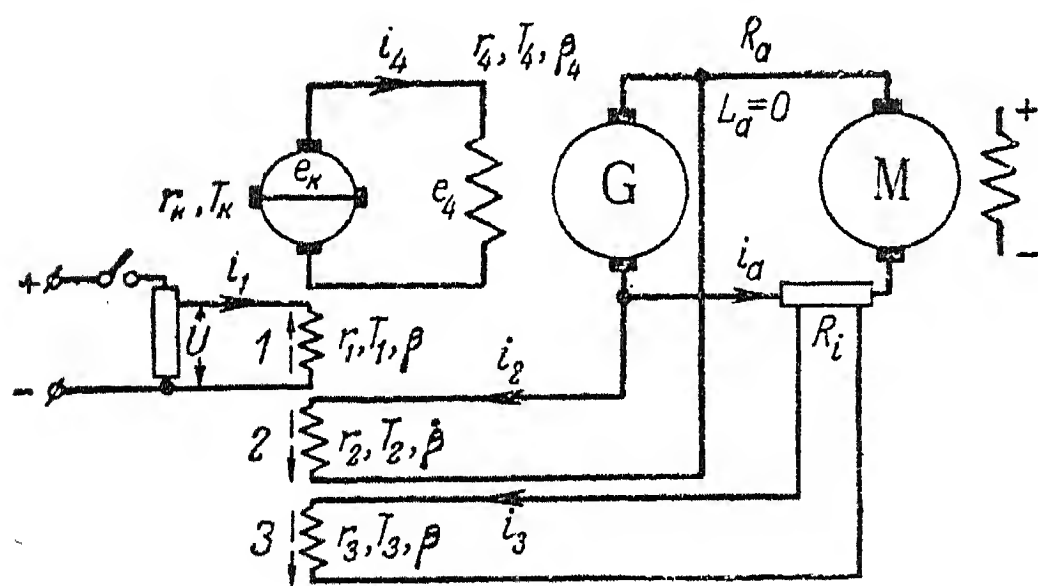 i₄
r₄, T₄, β₄
Rₐ
Lₐ=0
+
eₖ
e₄
G
M
rₖ, Tₖ
-
+
i₁
iₐ
U
1
r₁, T₁, β
Rᵢ
-
i₂
2
r₂, T₂, β
i₃
3
r₃, T₃, β